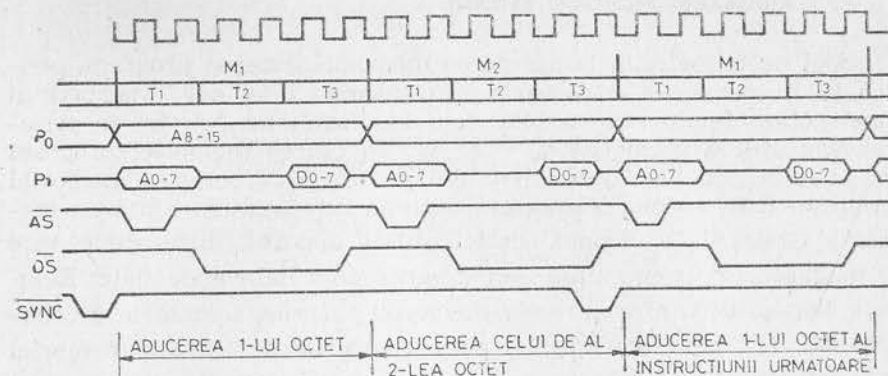 M1 M2 M1
T1 T2 T3 T1 T2 T3 T1 T2 T3
P0 A8-15
P1 A0-7 D0-7 A0-7 D0-7 A0-7 D0-7
AS
DS
SYNC
ADUCEREA 1-LUI OCTET ADUCEREA CELUI DE AL ADUCEREA 1-LUI OCTET AL
2-LEA OCTET INSTRUCTIUNII URMATOARE